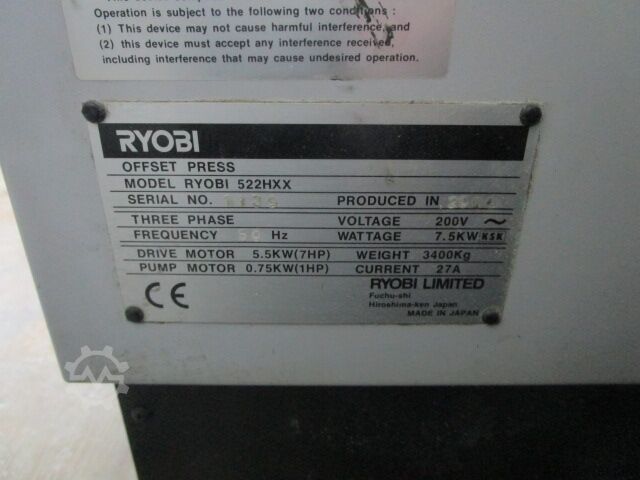 Operation is subject to the following two conditions :
(1) This device may not cause harmful interference, and
(2) this device must accept any interference received,
including interference that may cause undesired operation.
RYOBI
OFFSET PRESS
MODEL RYOBI 522HXX
SERIAL NO. PRODUCED IN
THREE PHASE VOLTAGE 200V ~
FREQUENCY 50 Hz WATTAGE 7.5KW KSK
DRIVE MOTOR 5.5KW(7HP) WEIGHT 3400Kg
PUMP MOTOR 0.75KW(1HP) CURRENT 27A
RYOBI LIMITED
Fuchu-shi
Hiroshima-ken Japan
MADE IN JAPAN
CE